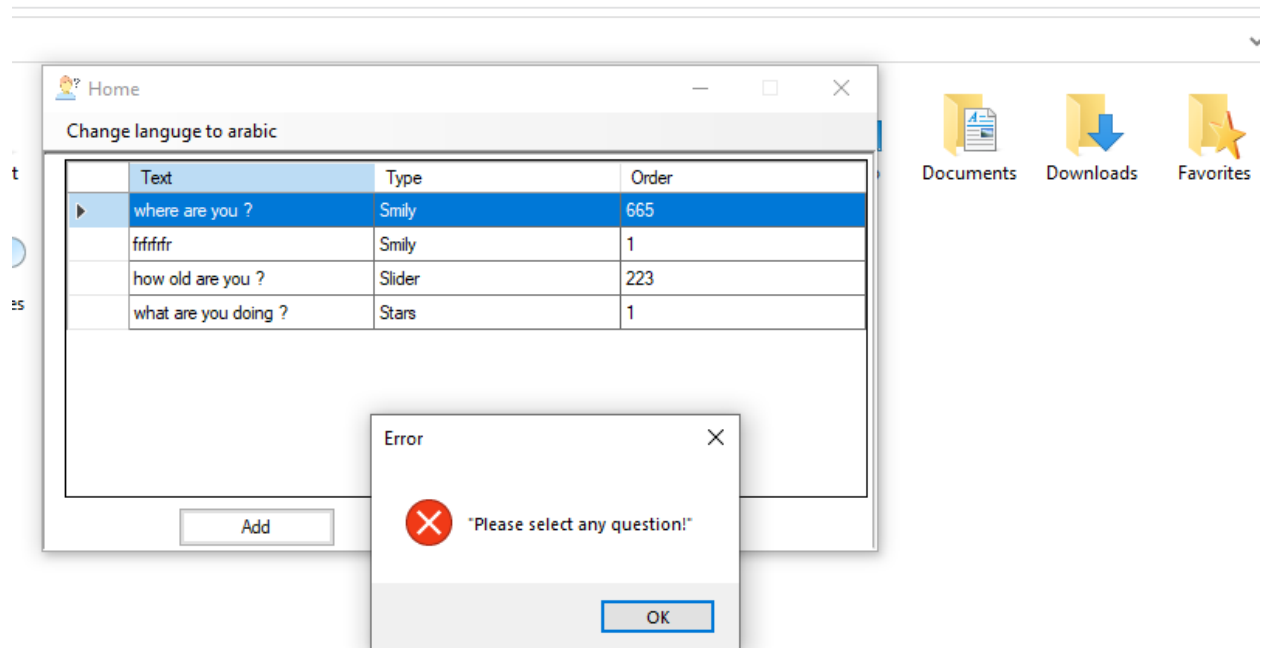 Home
Change languge to arabic
Text Type Order
where are you ? Smily 665
frfrfrfr Smily 1
how old are you ? Slider 223
what are you doing ? Stars 1
Error
"Please select any question!"
Add
OK
Documents Downloads Favorites
t
es